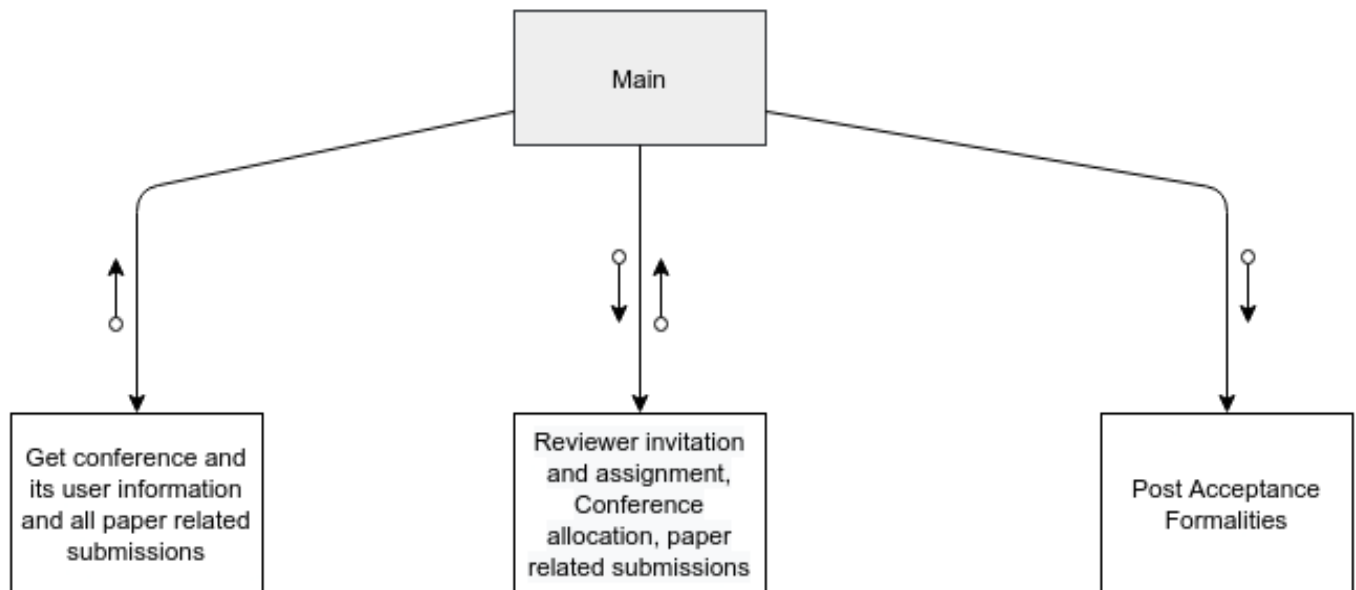 Main
Get conference and
its user information
and all paper related
submissions
Reviewer invitation
and assignment,
Conference
allocation, paper
related submissions
Post Acceptance
Formalities